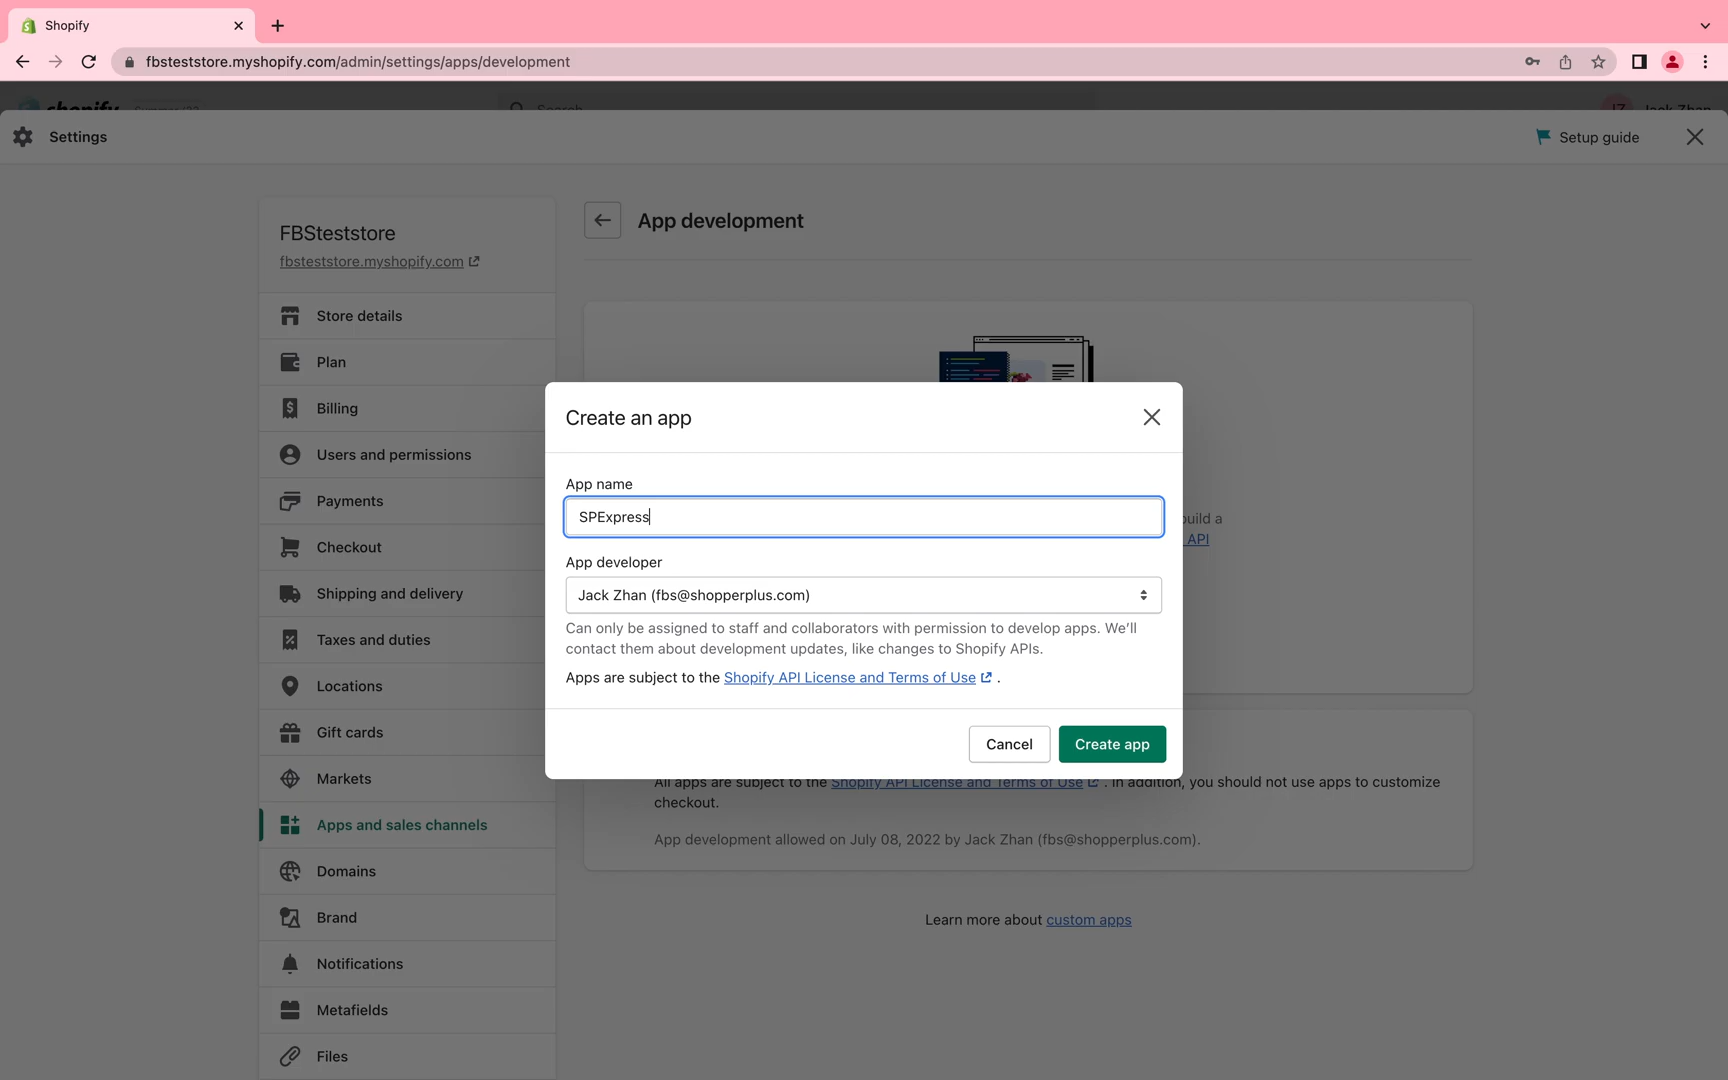 Shopify
fbsteststore.myshopify.com/admin/settings/apps/development
shopify
Search
JZ
Jack Zhan
Settings
Setup guide
FBSteststore
fbsteststore.myshopify.com
App development
Store details
Plan
Billing
Users and permissions
Payments
Checkout
Shipping and delivery
Taxes and duties
Locations
Gift cards
Markets
Apps and sales channels
Domains
Brand
Notifications
Metafields
Files
Create an app
App name
SPExpress
App developer
Jack Zhan (fbs@shopperplus.com)
Can only be assigned to staff and collaborators with permission to develop apps. We’ll
contact them about development updates, like changes to Shopify APIs.
Apps are subject to the Shopify API License and Terms of Use .
Cancel
Create app
build a
API
All apps are subject to the Shopify API License and Terms of Use . In addition, you should not use apps to customize
checkout.
App development allowed on July 08, 2022 by Jack Zhan (fbs@shopperplus.com).
Learn more about custom apps